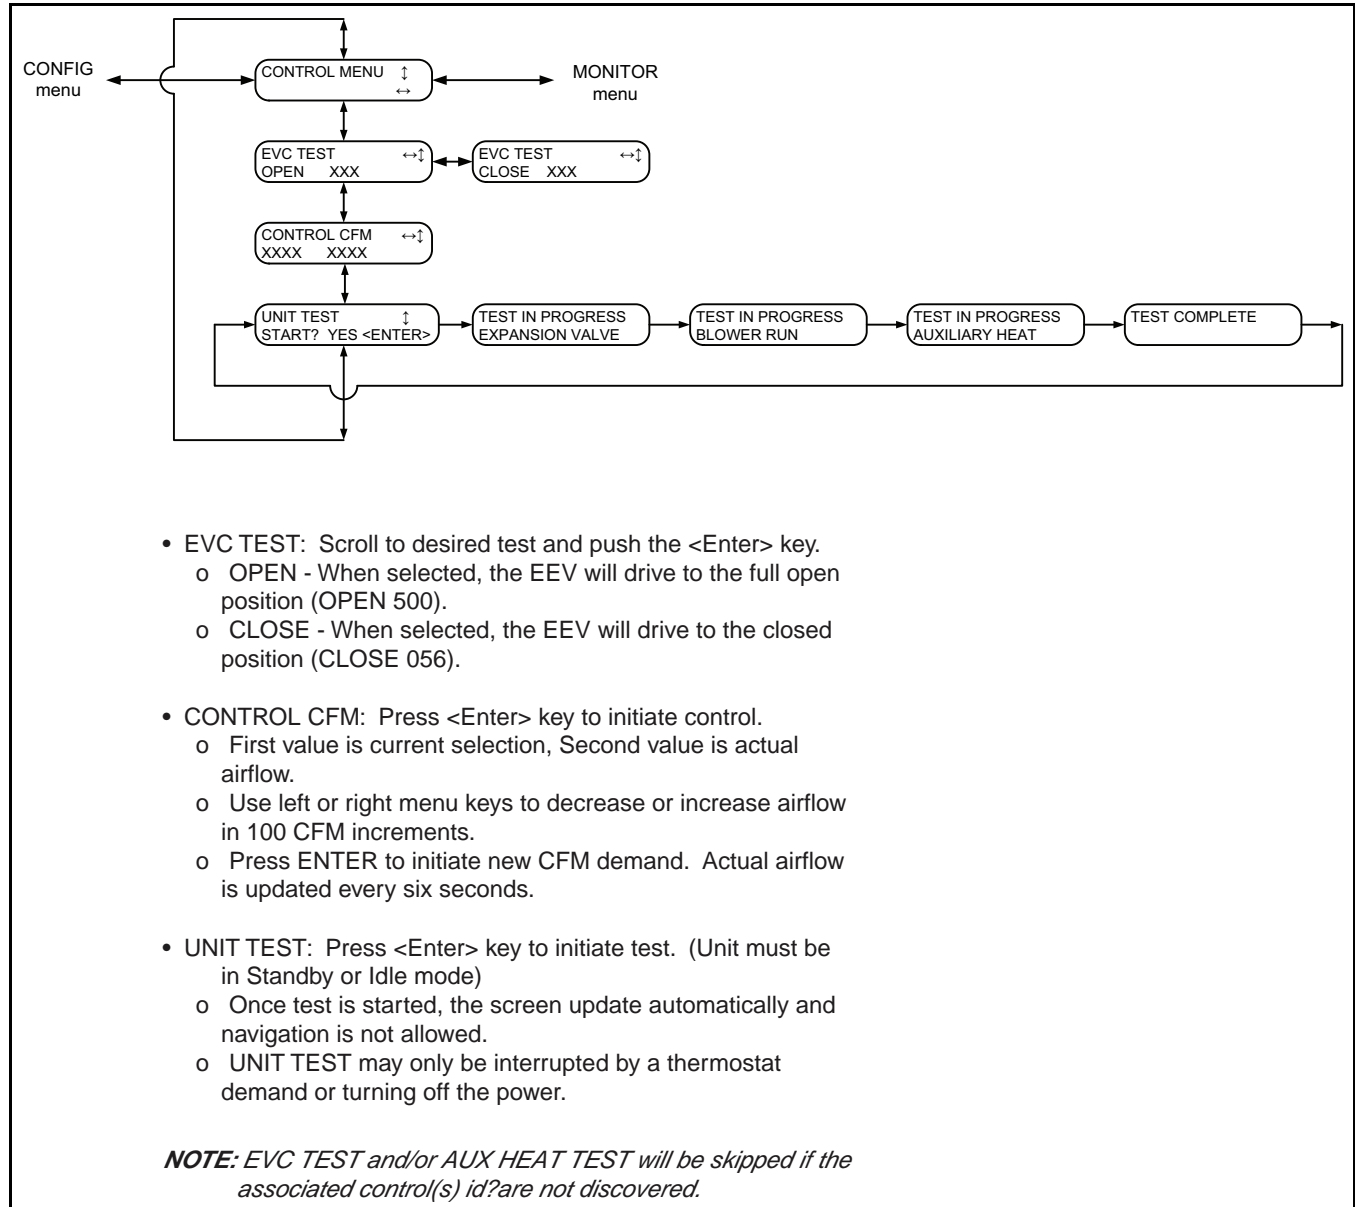 CONFIG
menu
CONTROL MENU ↕
↔
MONITOR
menu
EVC TEST ↔↕
OPEN XXX
EVC TEST ↔↕
CLOSE XXX
CONTROL CFM ↔↕
XXXX XXXX
UNIT TEST ↕
START? YES <ENTER>
TEST IN PROGRESS
EXPANSION VALVE
TEST IN PROGRESS
BLOWER RUN
TEST IN PROGRESS
AUXILIARY HEAT
TEST COMPLETE
• EVC TEST: Scroll to desired test and push the <Enter> key.
o OPEN - When selected, the EEV will drive to the full open
position (OPEN 500).
o CLOSE - When selected, the EEV will drive to the closed
position (CLOSE 056).
• CONTROL CFM: Press <Enter> key to initiate control.
o First value is current selection, Second value is actual
airflow.
o Use left or right menu keys to decrease or increase airflow
in 100 CFM increments.
o Press ENTER to initiate new CFM demand. Actual airflow
is updated every six seconds.
• UNIT TEST: Press <Enter> key to initiate test. (Unit must be
in Standby or Idle mode)
o Once test is started, the screen update automatically and
navigation is not allowed.
o UNIT TEST may only be interrupted by a thermostat
demand or turning off the power.
NOTE: EVC TEST and/or AUX HEAT TEST will be skipped if the
associated control(s) id?are not discovered.